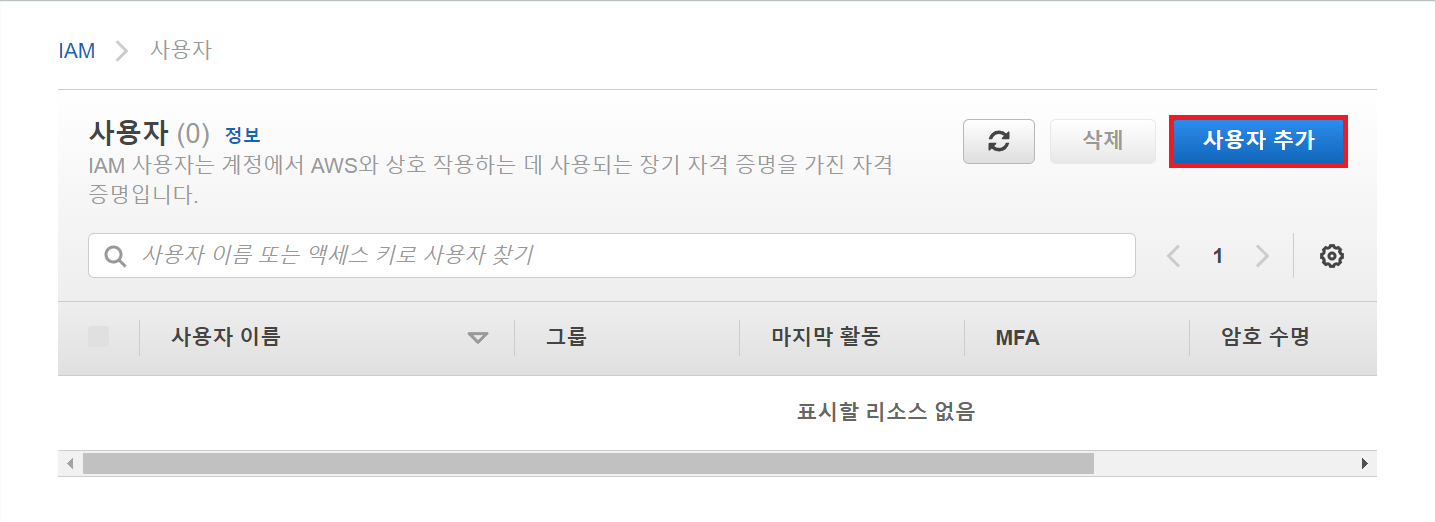 IAM 사용자
사용자 (0) 정보
IAM 사용자는 계정에서 AWS와 상호 작용하는 데 사용되는 장기 자격 증명을 가진 자격
증명입니다.
삭제
사용자 추가
사용자 이름 또는 액세스 키로 사용자 찾기
1
사용자 이름 그룹 마지막 활동 MFA 암호 수명
표시할 리소스 없음